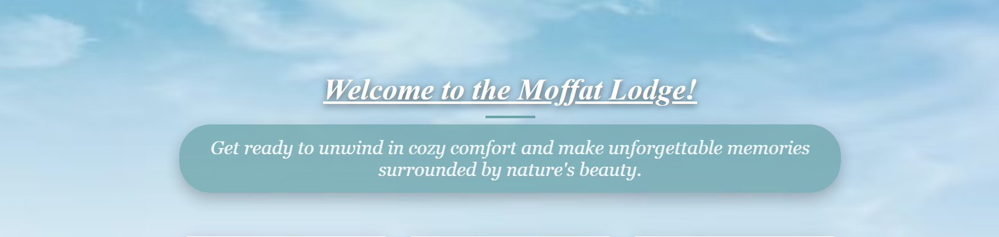 Welcome to the Moffat Lodge!
Get ready to unwind in cozy comfort and make unforgettable memories
surrounded by nature's beauty.